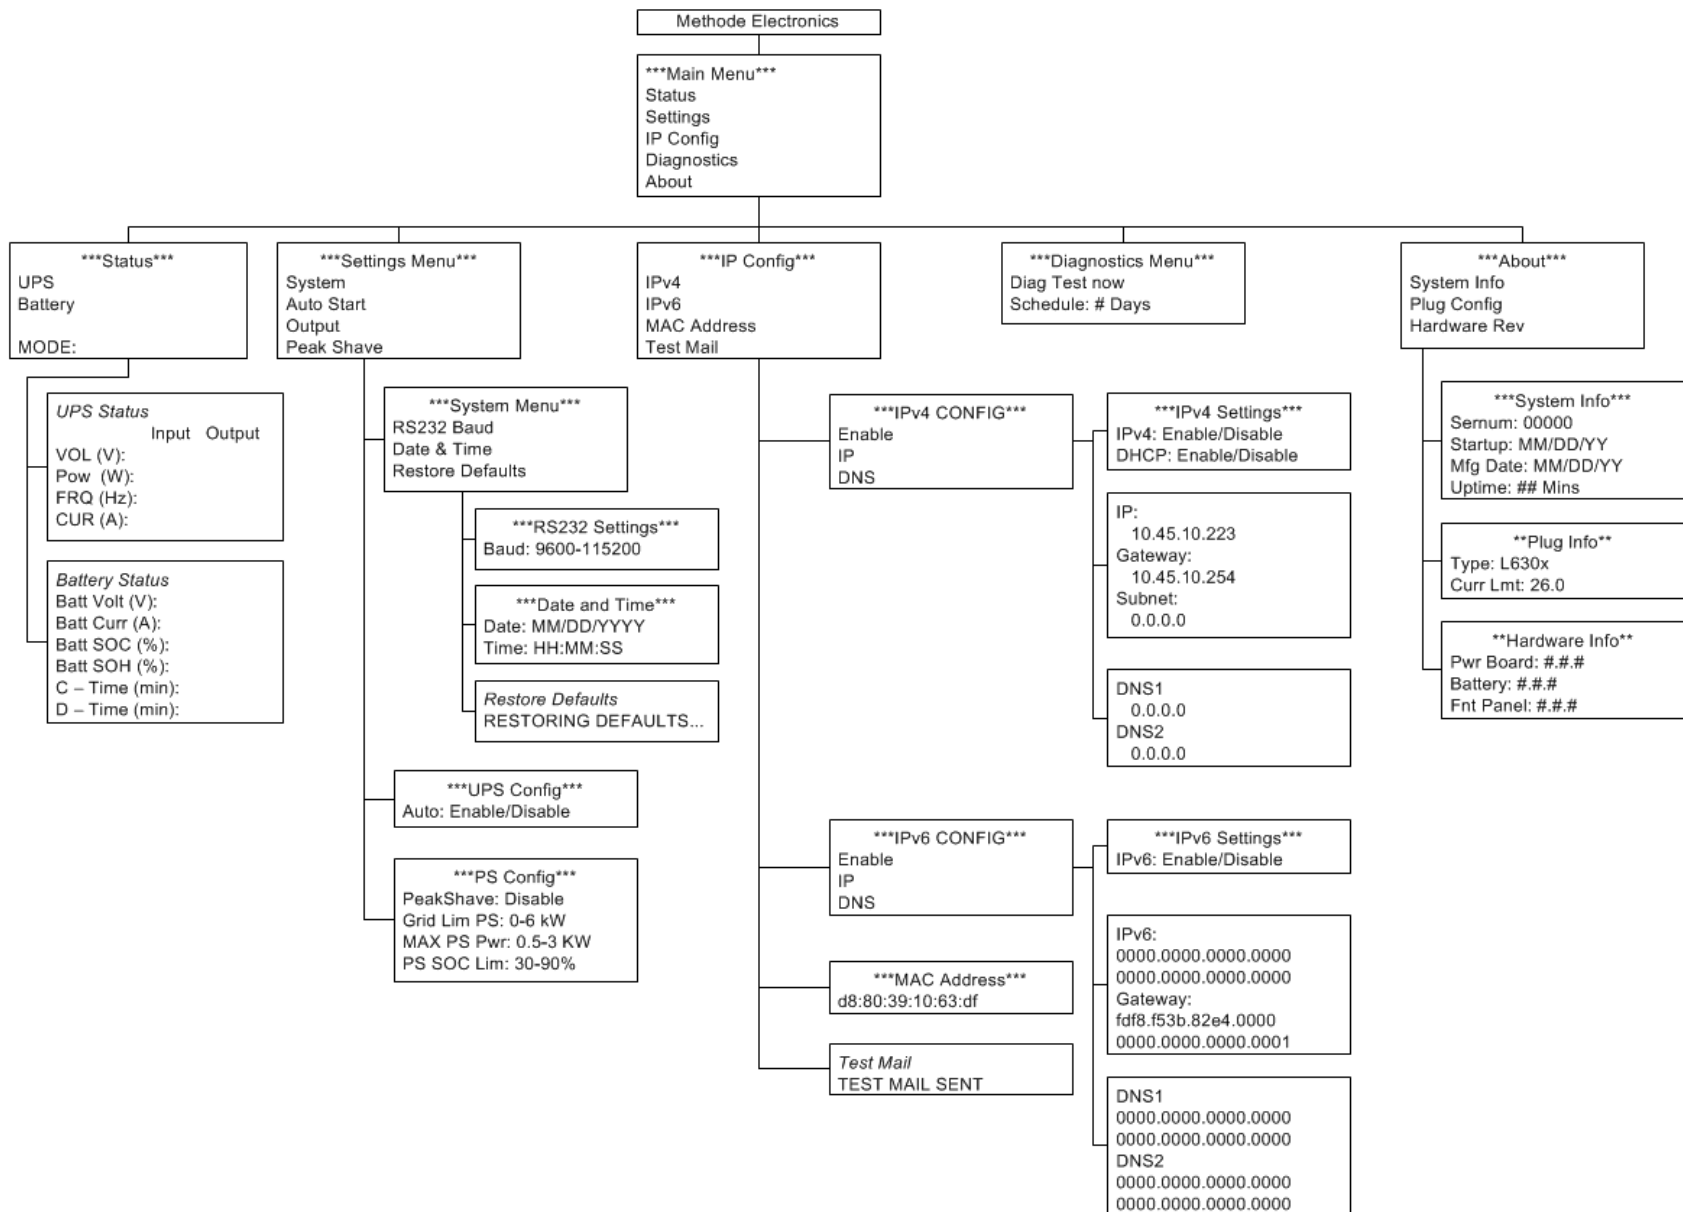 Methode Electronics
***Main Menu***
Status
Settings
IP Config
Diagnostics
About
***Status***
UPS
Battery
MODE:
UPS Status
Input Output
VOL (V):
Pow (W):
FRQ (Hz):
CUR (A):
Battery Status
Batt Volt (V):
Batt Curr (A):
Batt SOC (%):
Batt SOH (%):
C – Time (min):
D – Time (min):
***Settings Menu***
System
Auto Start
Output
Peak Shave
***System Menu***
RS232 Baud
Date & Time
Restore Defaults
***RS232 Settings***
Baud: 9600-115200
***Date and Time***
Date: MM/DD/YYYY
Time: HH:MM:SS
Restore Defaults
RESTORING DEFAULTS...
***UPS Config***
Auto: Enable/Disable
***PS Config***
PeakShave: Disable
Grid Lim PS: 0-6 kW
MAX PS Pwr: 0.5-3 KW
PS SOC Lim: 30-90%
***IP Config***
IPv4
IPv6
MAC Address
Test Mail
***IPv4 CONFIG***
Enable
IP
DNS
***IPv4 Settings***
IPv4: Enable/Disable
DHCP: Enable/Disable
IP:
10.45.10.223
Gateway:
10.45.10.254
Subnet:
0.0.0.0
DNS1
0.0.0.0
DNS2
0.0.0.0
***IPv6 CONFIG***
Enable
IP
DNS
***IPv6 Settings***
IPv6: Enable/Disable
IPv6:
0000.0000.0000.0000
0000.0000.0000.0000
Gateway:
fdf8.f53b.82e4.0000
0000.0000.0000.0001
DNS1
0000.0000.0000.0000
0000.0000.0000.0000
DNS2
0000.0000.0000.0000
0000.0000.0000.0000
***MAC Address***
d8:80:39:10:63:df
Test Mail
TEST MAIL SENT
***Diagnostics Menu***
Diag Test now
Schedule: # Days
***About***
System Info
Plug Config
Hardware Rev
***System Info***
Sernum: 00000
Startup: MM/DD/YY
Mfg Date: MM/DD/YY
Uptime: ## Mins
**Plug Info**
Type: L630x
Curr Lmt: 26.0
**Hardware Info**
Pwr Board: #.#.#
Battery: #.#.#
Fnt Panel: #.#.#